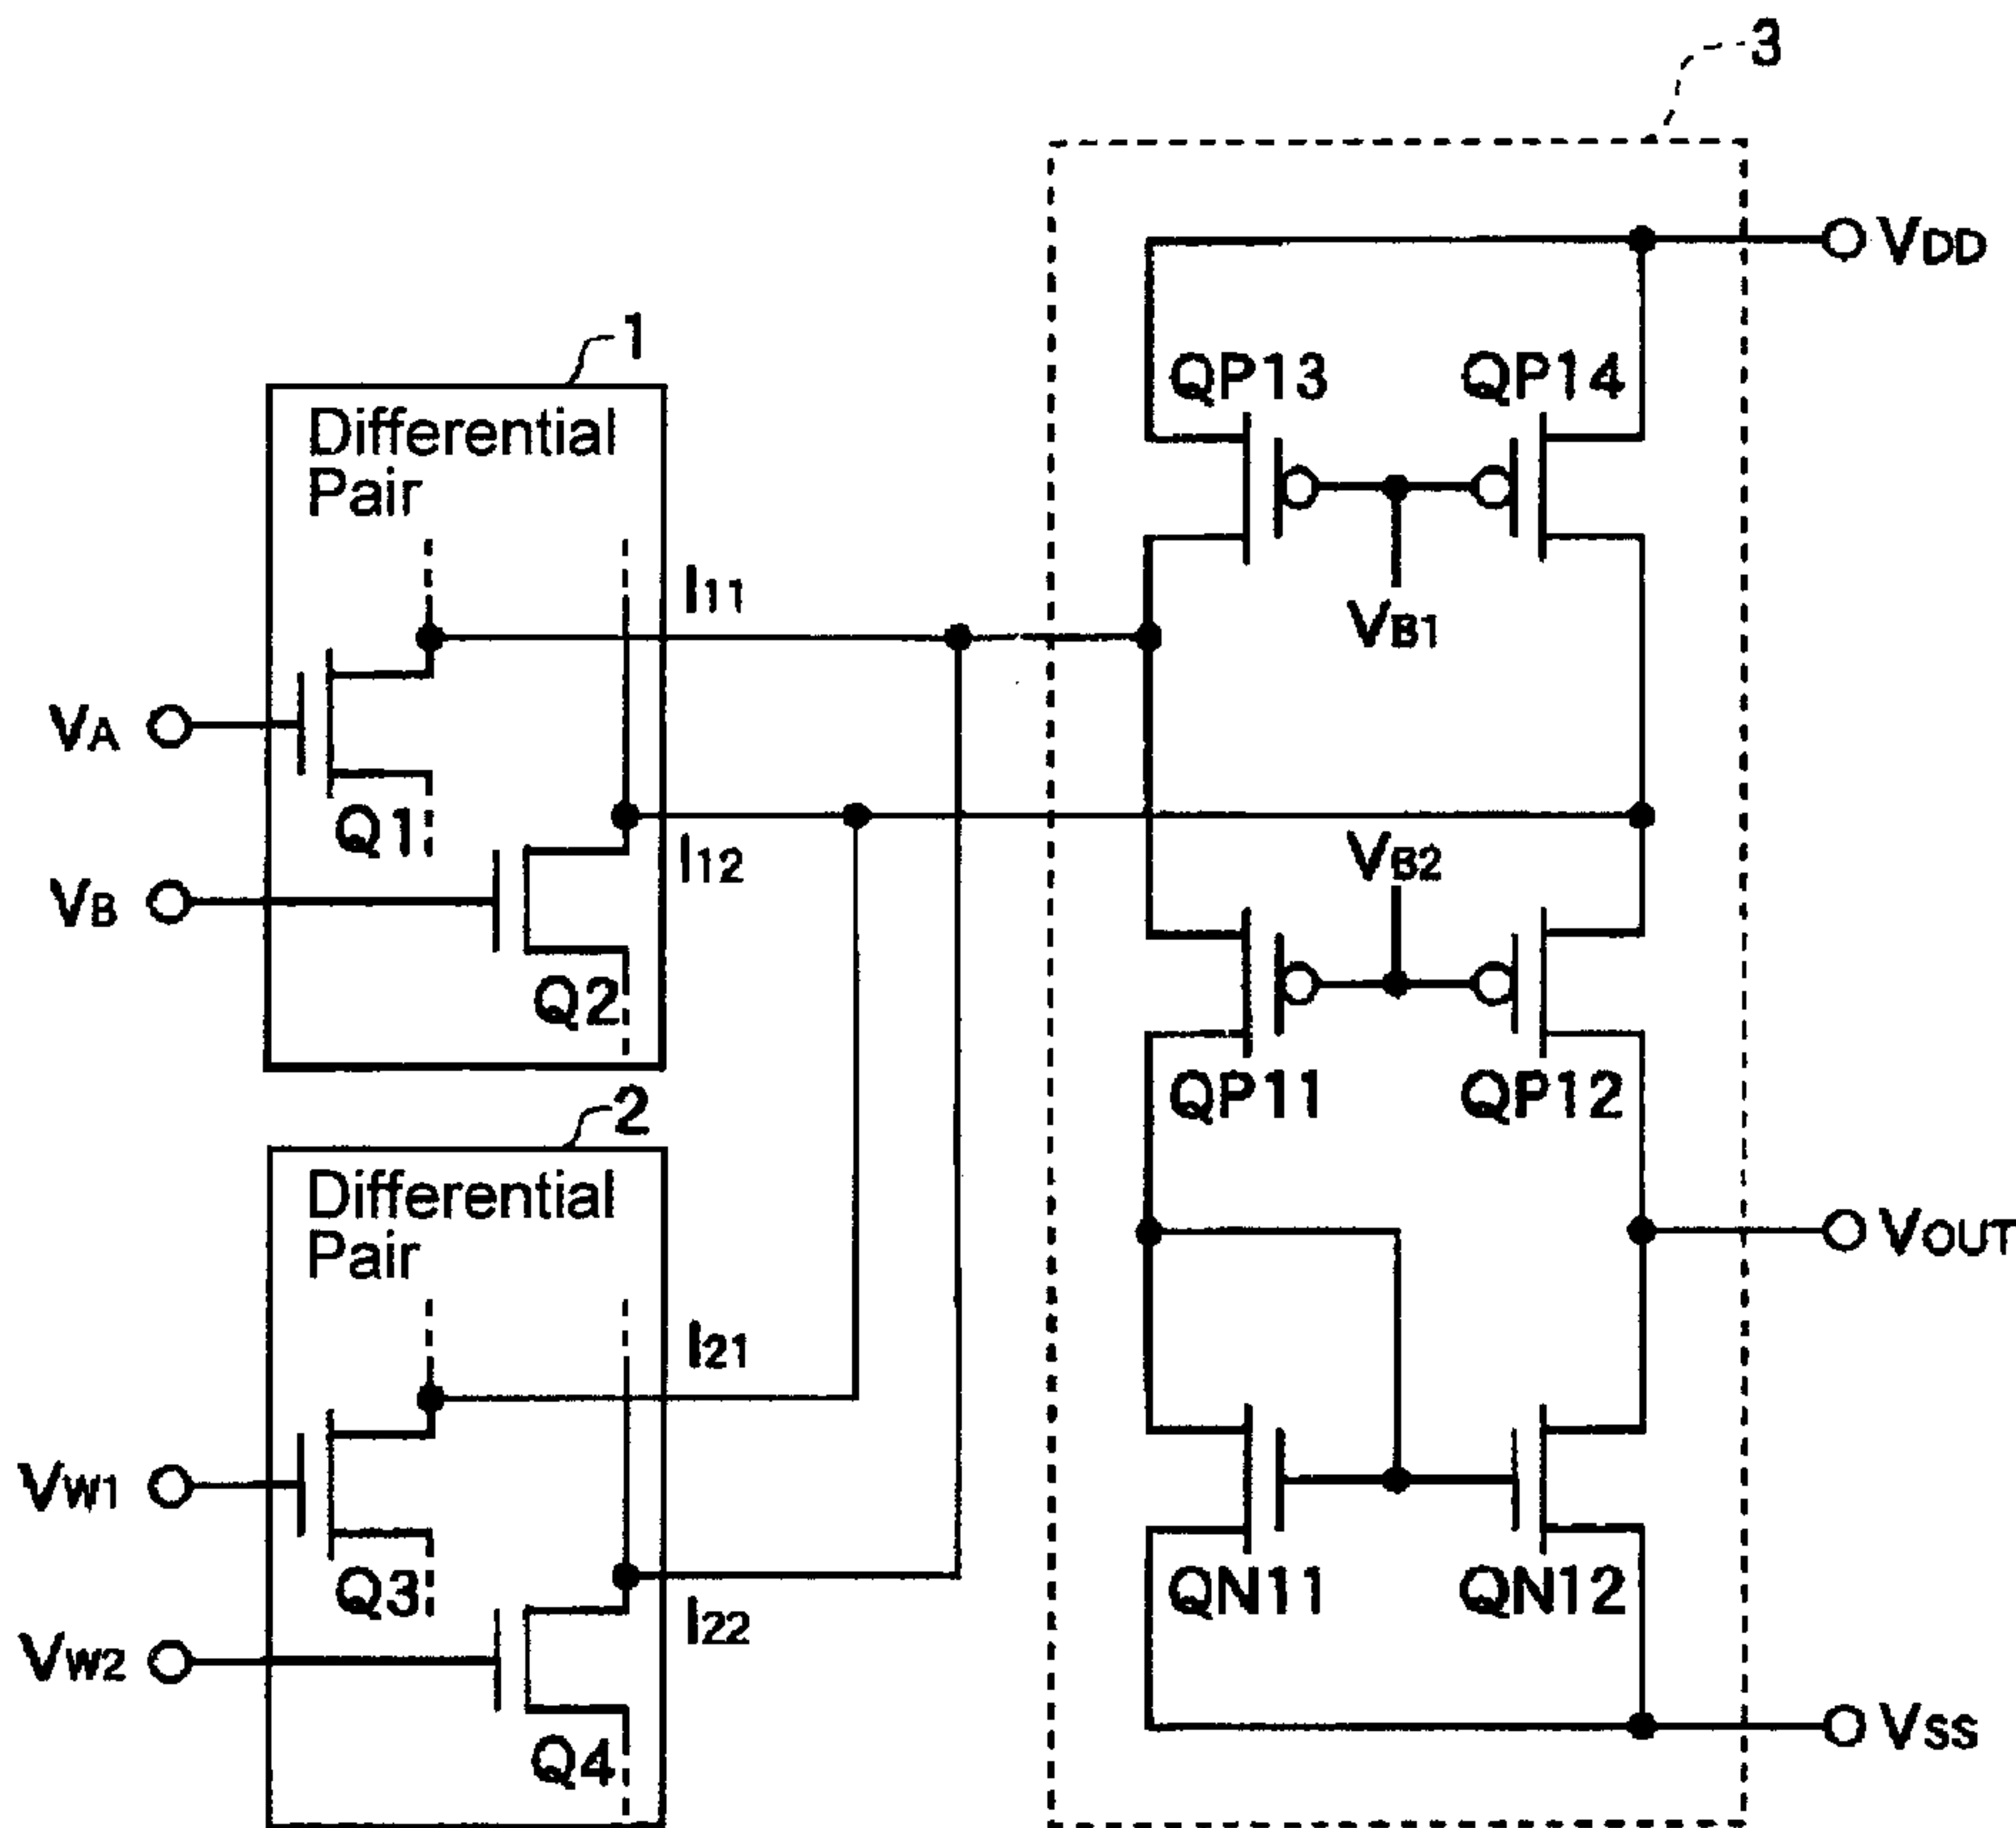 3
VDD
1
QP13 QP14
Differential
Pair
I11
VB1
VA
Q1
VB2
I12
VB
Q2
QP11 QP12
2
Differential
Pair
VOUT
I21
VW1
Q3
QN11 QN12
I22
VW2
VSS
Q4